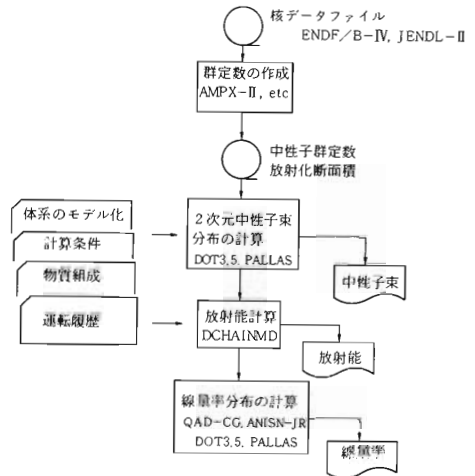 核データファイル
ENDF/B-Ⅳ, JENDL-Ⅱ
群定数の作成
AMPX-Ⅱ, etc
中性子群定数
放射化断面積
体系のモデル化
計算条件
物質組成
運転履歴
2次元中性子束
分布の計算
DOT3.5. PALLAS
中性子束
放射能計算
DCHAINMD
放射能
線量率分布の計算
QAD-CG, ANISN-JR
DOT3.5. PALLAS
線量率